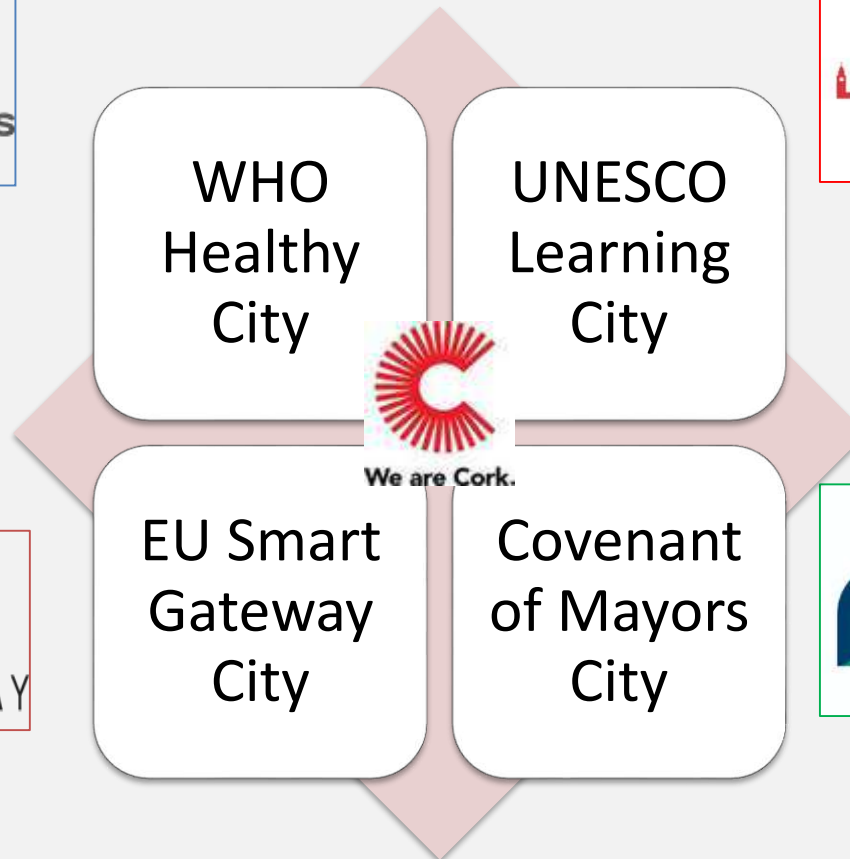 WHO
Healthy
City
UNESCO
Learning
City
We are Cork.
EU Smart
Gateway
City
Covenant
of Mayors
City